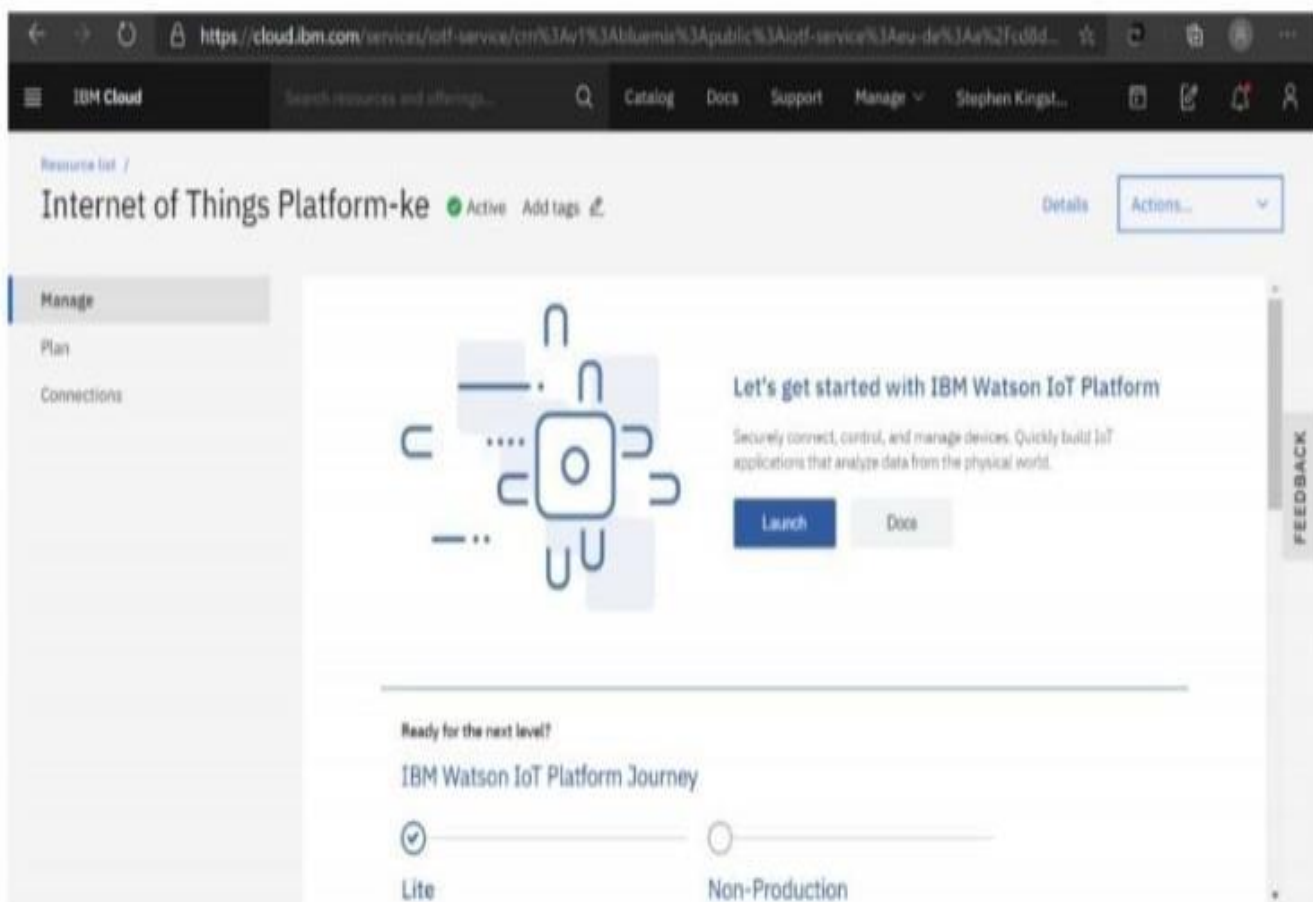 https://cloud.ibm.com/services/iotf-service/crn%3Av1%3Abluemix%3Apublic%3Aiotf-service%3Aeu-de%3Aa%2Fcd8d...
IBM Cloud
Search resources and offerings...
Catalog
Docs
Support
Manage
Stephen Kingst...
Resource list /
Internet of Things Platform-ke
Active
Add tags
Details
Actions...
Manage
Plan
Connections
Let's get started with IBM Watson IoT Platform
Securely connect, control, and manage devices. Quickly build IoT
applications that analyze data from the physical world.
Launch
Docs
FEEDBACK
Ready for the next level?
IBM Watson IoT Platform Journey
Lite
Non-Production